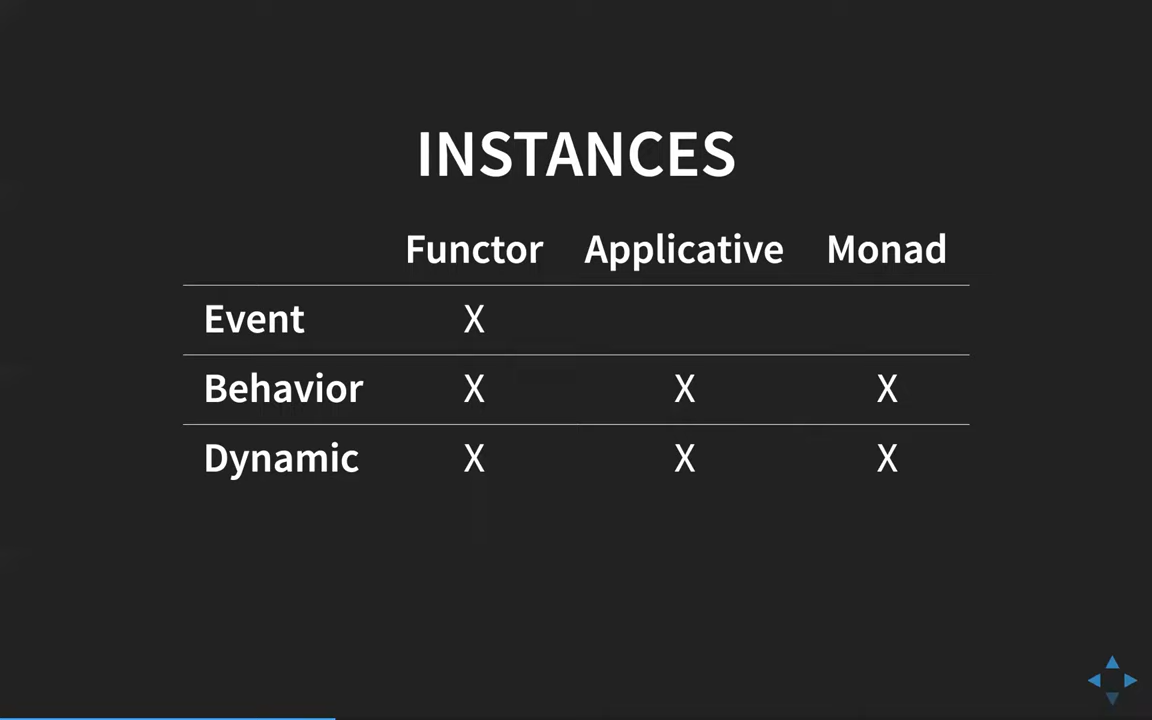 INSTANCES
Functor Applicative Monad
Event X
Behavior X X X
Dynamic X X X